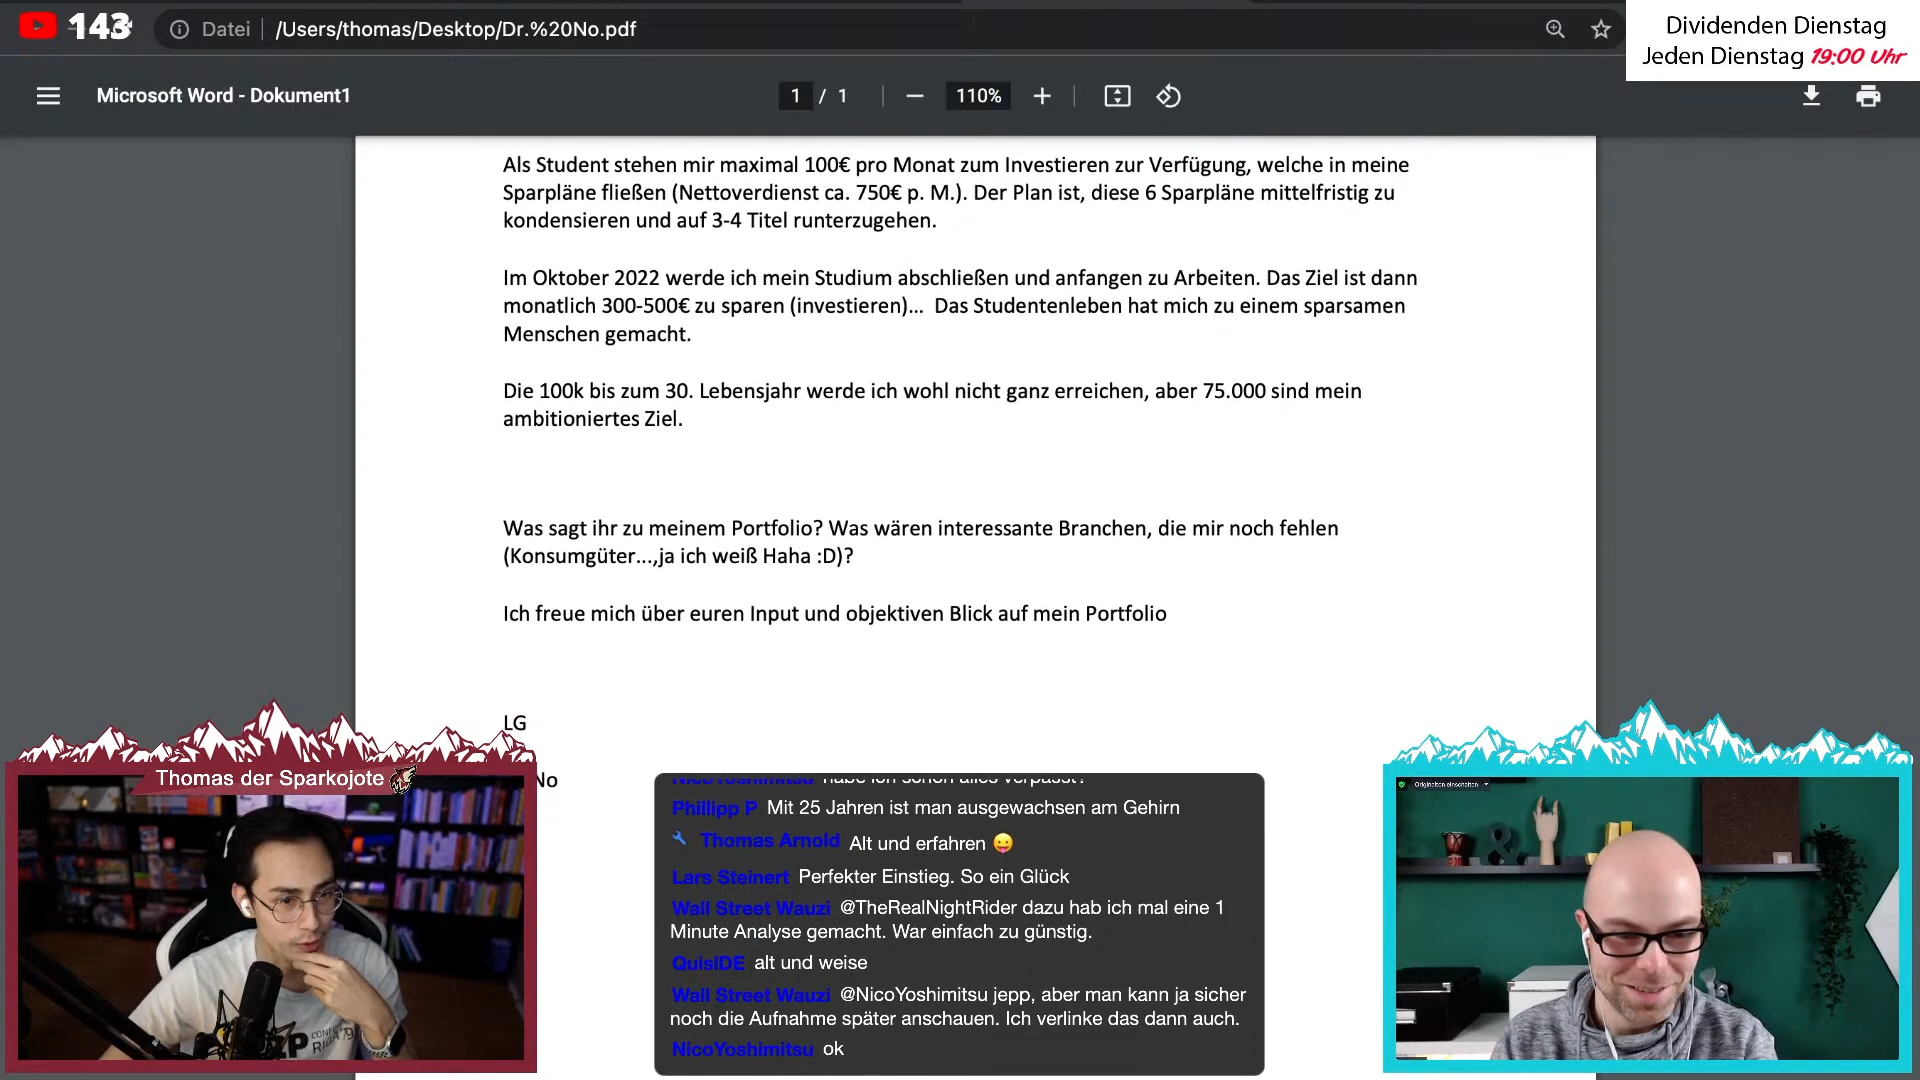 143
Datei
/Users/thomas/Desktop/Dr.%20No.pdf
Dividenden Dienstag
Jeden Dienstag 19:00 Uhr
Microsoft Word - Dokument1
1 / 1
110%
Als Student stehen mir maximal 100€ pro Monat zum Investieren zur Verfügung, welche in meine
Sparpläne fließen (Nettoverdienst ca. 750€ p. M.). Der Plan ist, diese 6 Sparpläne mittelfristig zu
kondensieren und auf 3-4 Titel runterzugehen.
Im Oktober 2022 werde ich mein Studium abschließen und anfangen zu Arbeiten. Das Ziel ist dann
monatlich 300-500€ zu sparen (investieren)... Das Studentenleben hat mich zu einem sparsamen
Menschen gemacht.
Die 100k bis zum 30. Lebensjahr werde ich wohl nicht ganz erreichen, aber 75.000 sind mein
ambitioniertes Ziel.
Was sagt ihr zu meinem Portfolio? Was wären interessante Branchen, die mir noch fehlen
(Konsumgüter...,ja ich weiß Haha :D)?
Ich freue mich über euren Input und objektiven Blick auf mein Portfolio
LG
No
Thomas der Sparkojote
NicoYoshimitsu habe ich schon alles verpasst?
Phillipp P Mit 25 Jahren ist man ausgewachsen am Gehirn
Thomas Arnold Alt und erfahren 😛
Lars Steinert Perfekter Einstieg. So ein Glück
Wall Street Wauzi @TheRealNightRider dazu hab ich mal eine 1
Minute Analyse gemacht. War einfach zu günstig.
QuisIDE alt und weise
Wall Street Wauzi @NicoYoshimitsu jepp, aber man kann ja sicher
noch die Aufnahme später anschauen. Ich verlinke das dann auch.
NicoYoshimitsu ok
Originalton einschalten